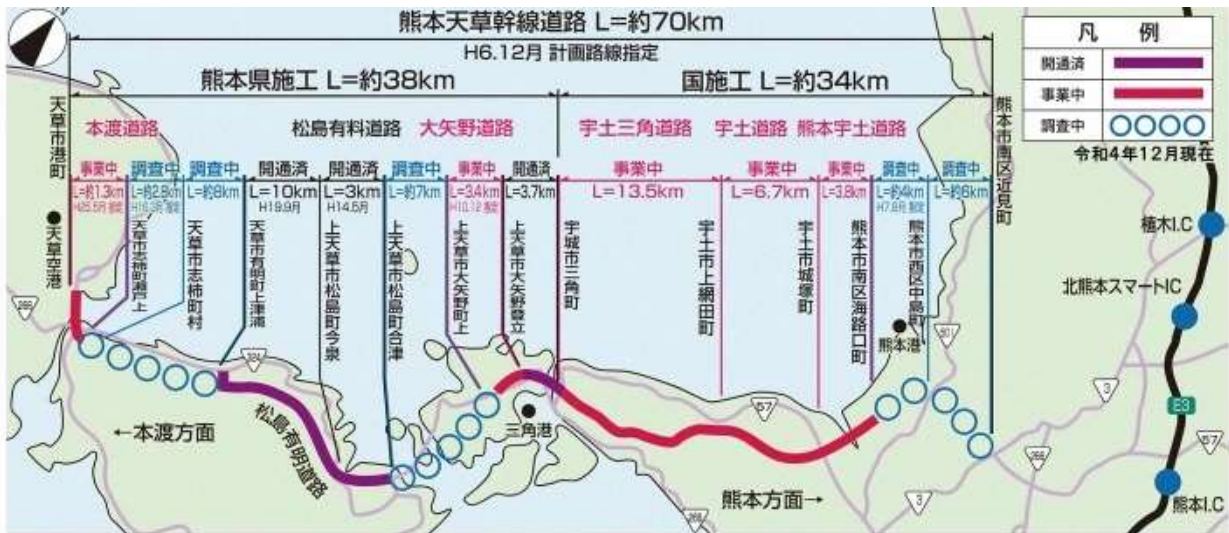 熊本天草幹線道路 L=約70km
H6.12月 計画路線指定
熊本県施工 L=約38km
国施工 L=約34km
凡 例
開通済
事業中
調査中
令和4年12月現在
本渡道路
松島有料道路
大矢野道路
宇土三角道路
宇土道路
熊本宇土道路
事業中
L=約1.3km
H25.5月 指定
調査中
L=約2.8km
調査中
L=約8km
開通済
L=10km
H19.9月
開通済
L=3km
H14.5月
調査中
L=約7km
事業中
L=3.4km
開通済
L=3.7km
事業中
L=13.5km
事業中
L=6.7km
事業中
L=3.8km
調査中
L=約4km
調査中
L=約6km
天草市港町
天草市志柿町瀬戸上
天草市志柿町村
天草市有明町上津浦
上天草市松島町今泉
上天草市松島町合津
上天草市大矢野町上
上天草市大矢野町登立
宇城市三角町
宇土市上網田町
宇土市城塚町
熊本市南区海路口町
熊本市西区中島町
熊本市南区近見町
天草空港
熊本港
三角港
松島有明道路
←本渡方面
熊本方面→
植木I.C
北熊本スマートIC
熊本I.C
E3
266
324
57
501
3
57
266
3
266